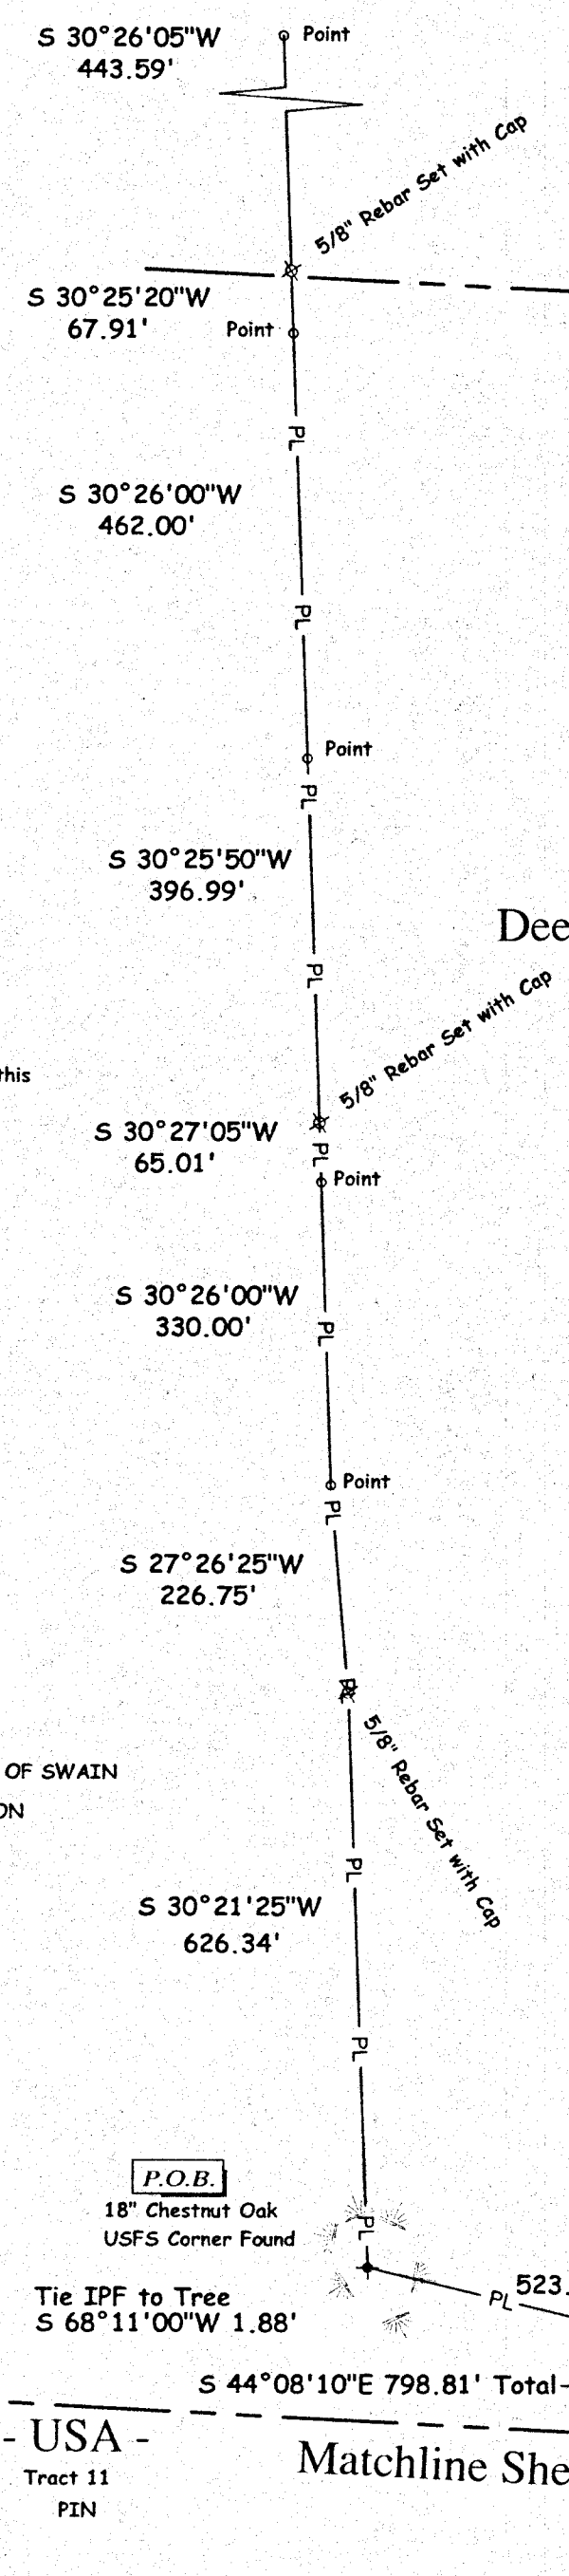 S 30°26'05"W
443.59'
Point
5/8" Rebar Set with Cap
S 30°25'20"W
67.91'
Point
PL
S 30°26'00"W
462.00'
PL
Point
PL
S 30°25'50"W
396.99'
Dee
PL
5/8" Rebar Set with Cap
this
S 30°27'05"W
65.01'
PL
Point
S 30°26'00"W
330.00'
PL
Point
PL
S 27°26'25"W
226.75'
PL
5/8" Rebar Set with Cap
OF SWAIN
ON
PL
S 30°21'25"W
626.34'
PL
P.O.B.
18" Chestnut Oak
USFS Corner Found
PL
Tie IPF to Tree
S 68°11'00"W 1.88'
PL
523.
S 44°08'10"E 798.81' Total-
- USA -
Tract 11
PIN
Matchline She